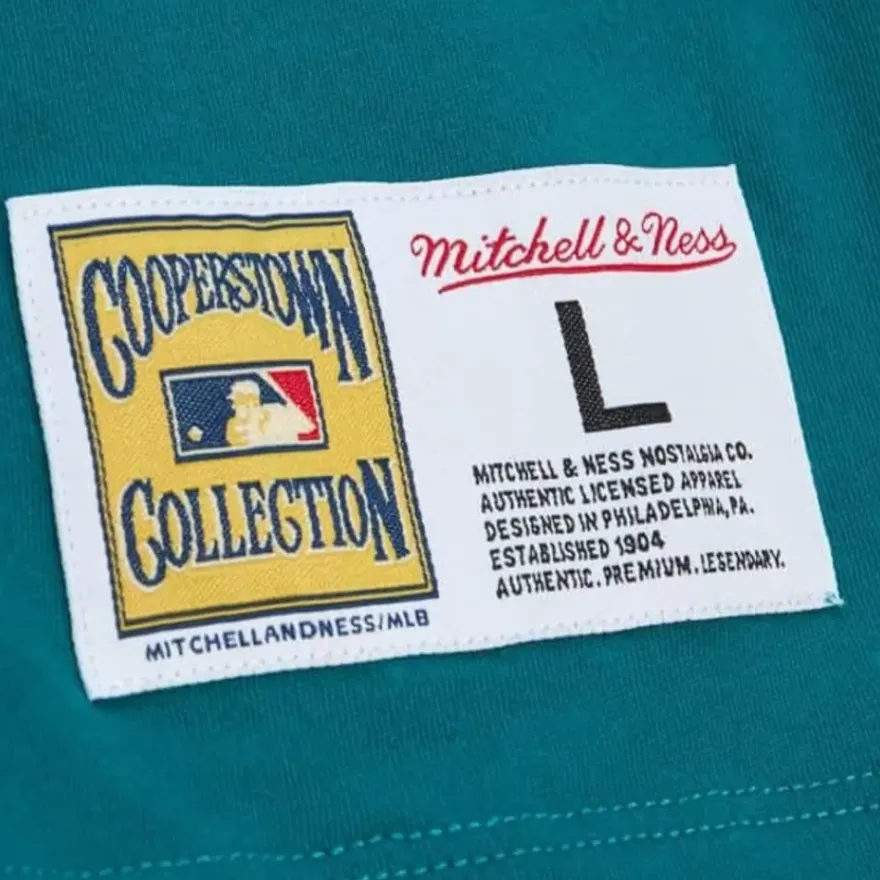 COOPERSTOWN
COLLECTION
MITCHELLANDNESS/MLB
Mitchell & Ness
L
MITCHELL & NESS NOSTALGIA CO.
AUTHENTIC LICENSED APPAREL
DESIGNED IN PHILADELPHIA, PA.
ESTABLISHED 1904
AUTHENTIC. PREMIUM. LEGENDARY.